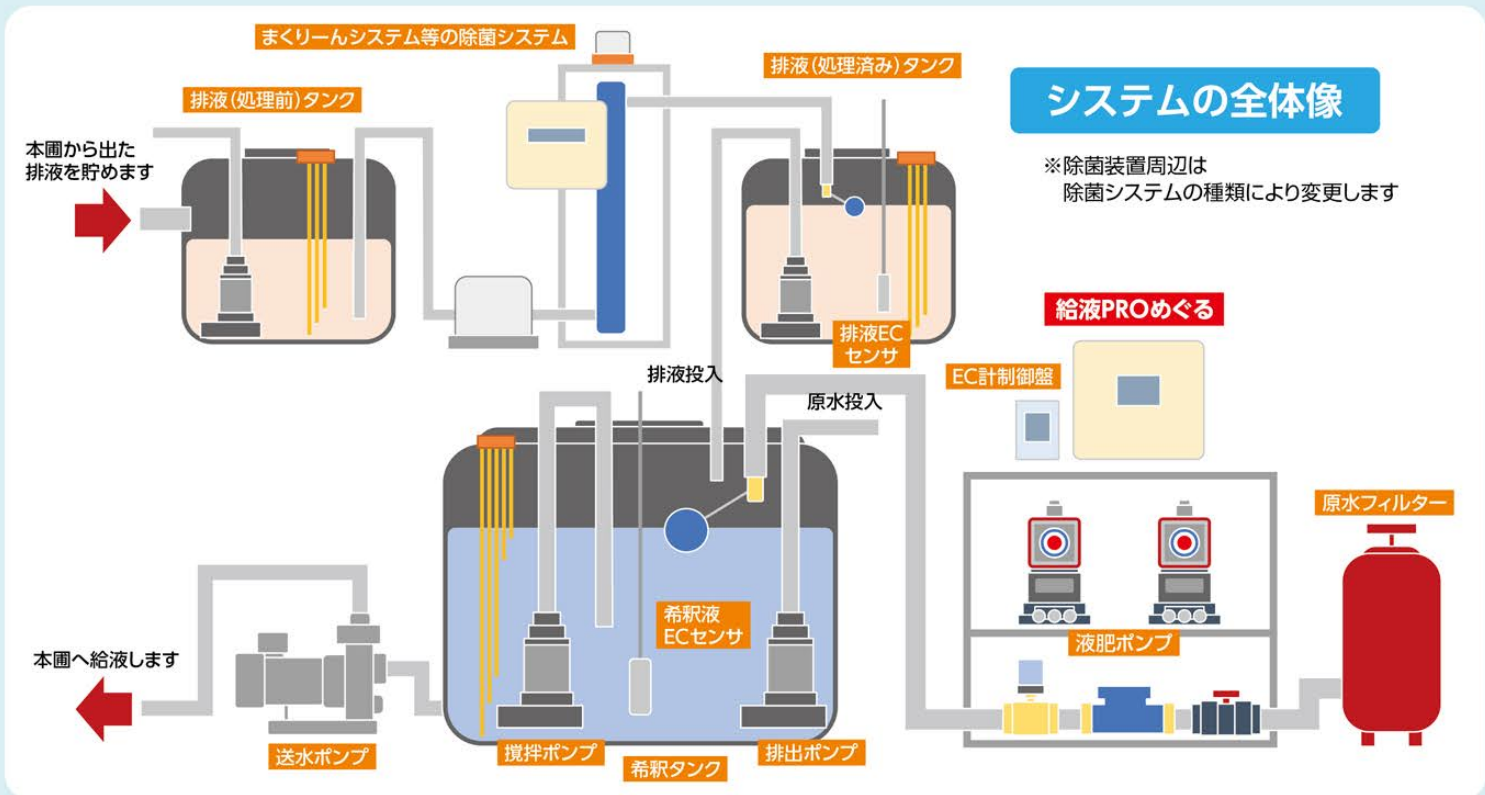 まくりーんシステム等の除菌システム
排液(処理済み)タンク
システムの全体像
排液(処理前)タンク
本圃から出た
排液を貯めます
※除菌装置周辺は
除菌システムの種類により変更します
給液PROめぐる
排液EC
センサ
EC計制御盤
排液投入
原水投入
原水フィルター
希釈液
ECセンサ
液肥ポンプ
本圃へ給液します
送水ポンプ
撹拌ポンプ
希釈タンク
排出ポンプ